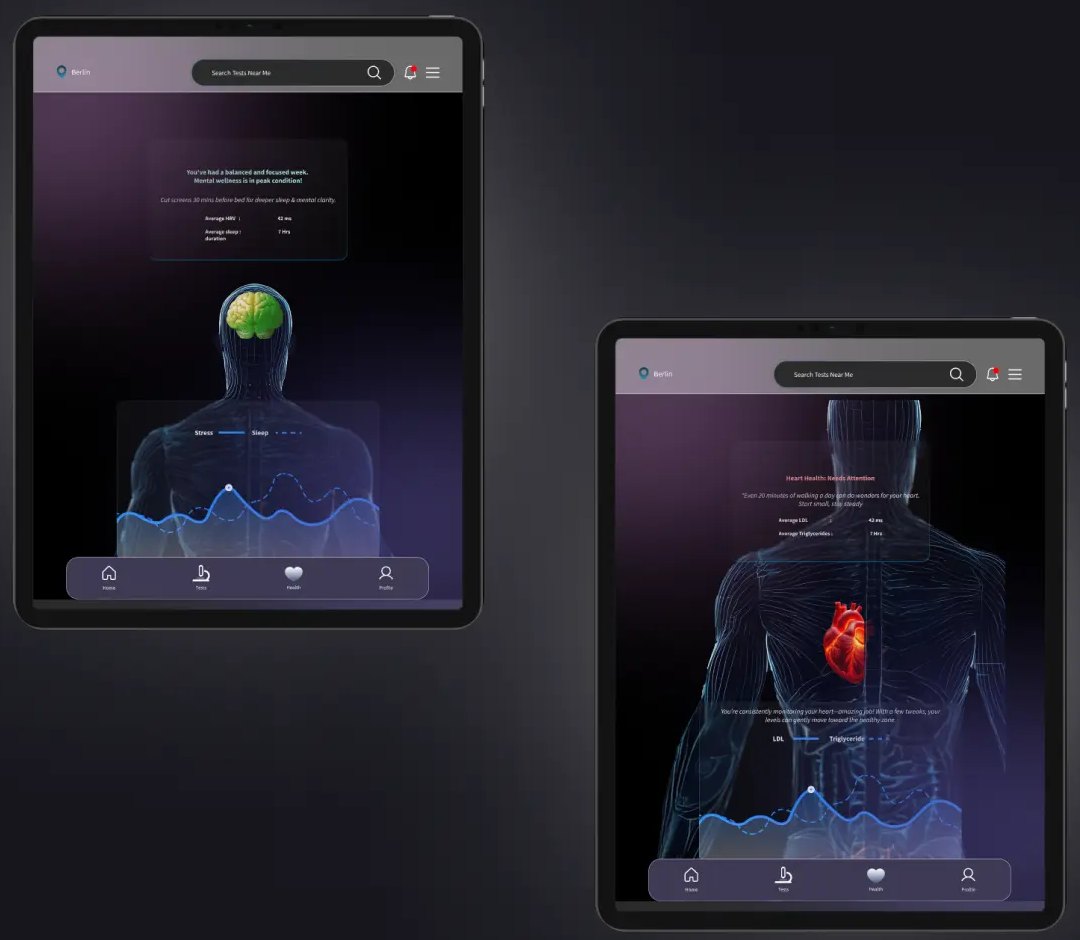 Berlin
Search Tests Near Me
You've had a balanced and focused week.
Mental wellness is in peak condition!
Cut screens 30 mins before bed for deeper sleep & mental clarity.
Average HRV : 42 ms
Average sleep : 7 Hrs
duration
Stress Sleep
Home Tests Health Profile
Berlin
Search Tests Near Me
Heart Health: Needs Attention
"Even 20 minutes of walking a day can do wonders for your heart.
Start small, stay steady
Average LDL : 42 ms
Average Triglycerides : 7 Hrs
You're consistently monitoring your heart—amazing job! With a few tweaks, your
levels can gently move toward the healthy zone.
LDL Triglyceride
Home Tests Health Profile